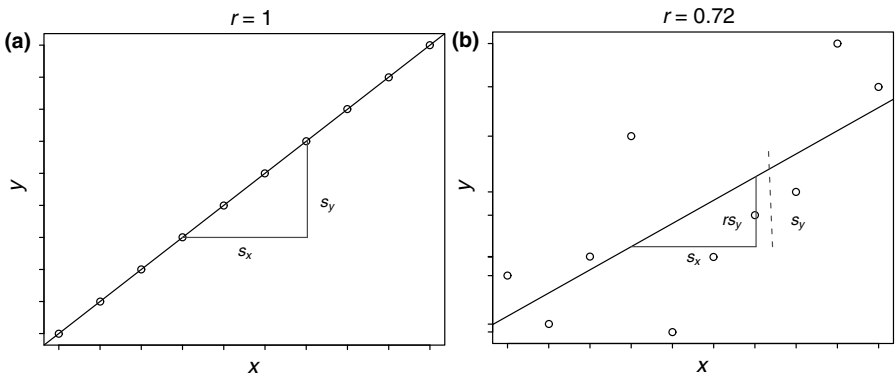 (a)
r = 1
y
s_y
s_x
x
(b)
r = 0.72
y
rs_y
s_y
s_x
x